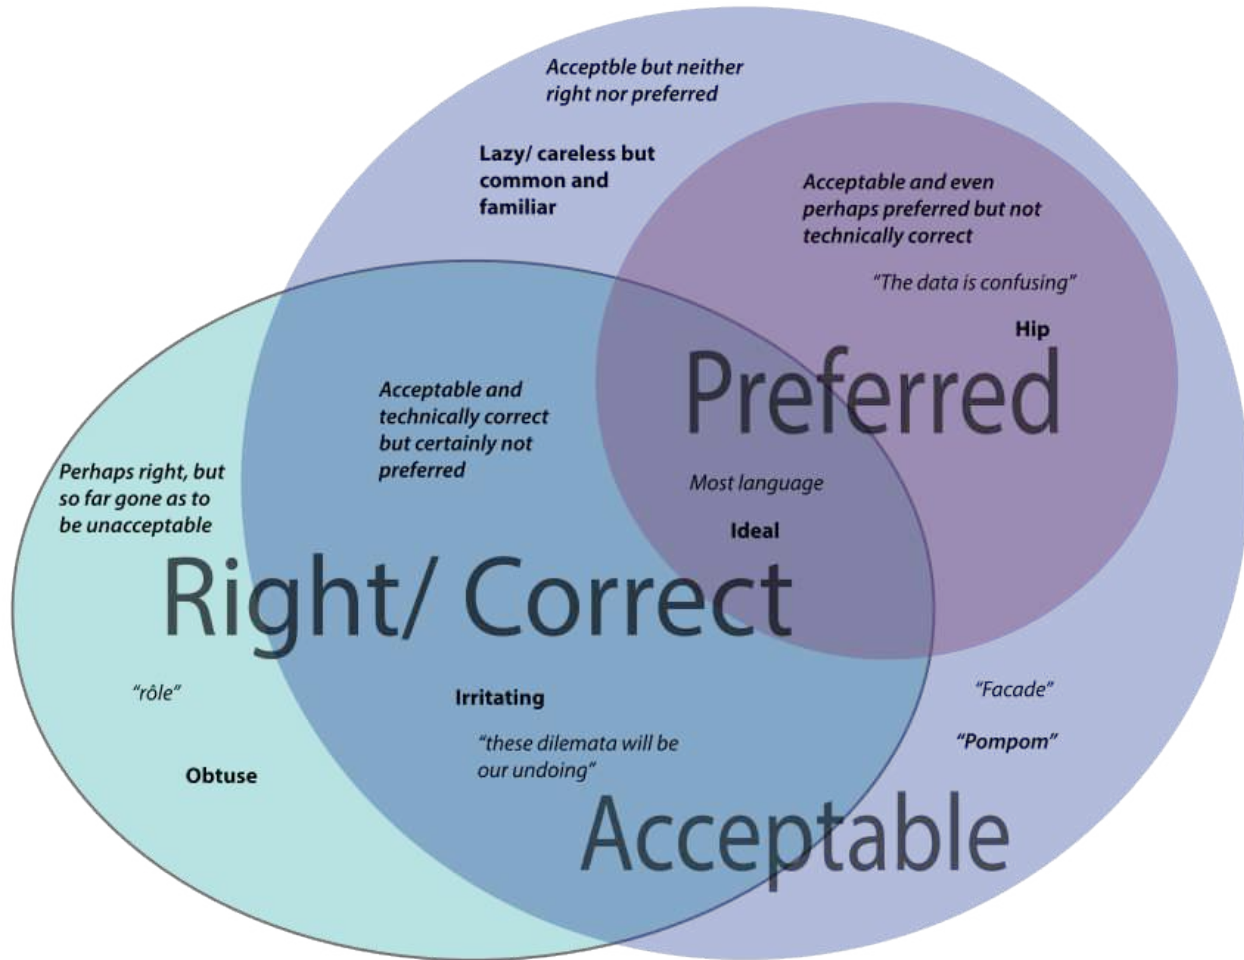 Acceptble but neither
right nor preferred
Lazy/ careless but
common and
familiar
Acceptable and even
perhaps preferred but not
technically correct
“The data is confusing”
Hip
Preferred
Acceptable and
technically correct
but certainly not
preferred
Perhaps right, but
so far gone as to
be unacceptable
Most language
Ideal
Right/ Correct
“rôle”
Obtuse
Irritating
“these dilemata will be
our undoing”
“Facade”
“Pompom”
Acceptable